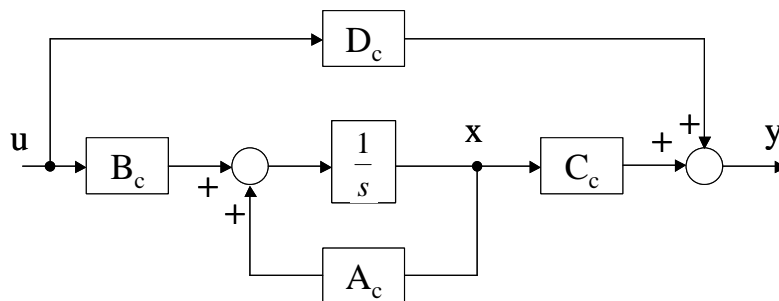 D_c
+
u
B_c
+
+
1/s
x
C_c
+
y
A_c